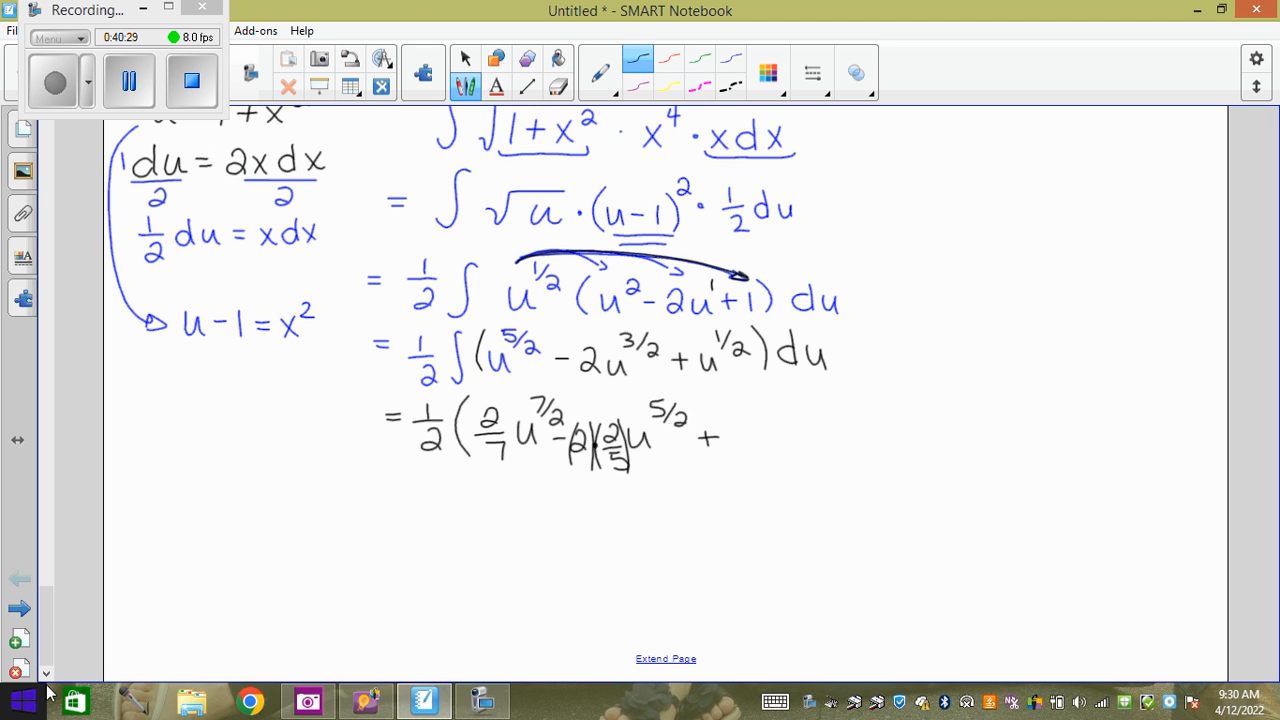 Recording...
Untitled * - SMART Notebook
Menu
0:40:29
8.0 fps
Add-ons Help
∫ √1+x² · x⁴ · x dx
1 du = 2x dx
2 2
= ∫ √u · (u-1)² · 1/2 du
1/2 du = x dx
= 1/2 ∫ u^1/2 (u² - 2u¹ + 1) du
u - 1 = x²
= 1/2 ∫ (u^5/2 - 2u^3/2 + u^1/2) du
= 1/2 (2/7 u^7/2 - (2)·(2/5) u^5/2 +
Extend Page
9:30 AM
4/12/2022